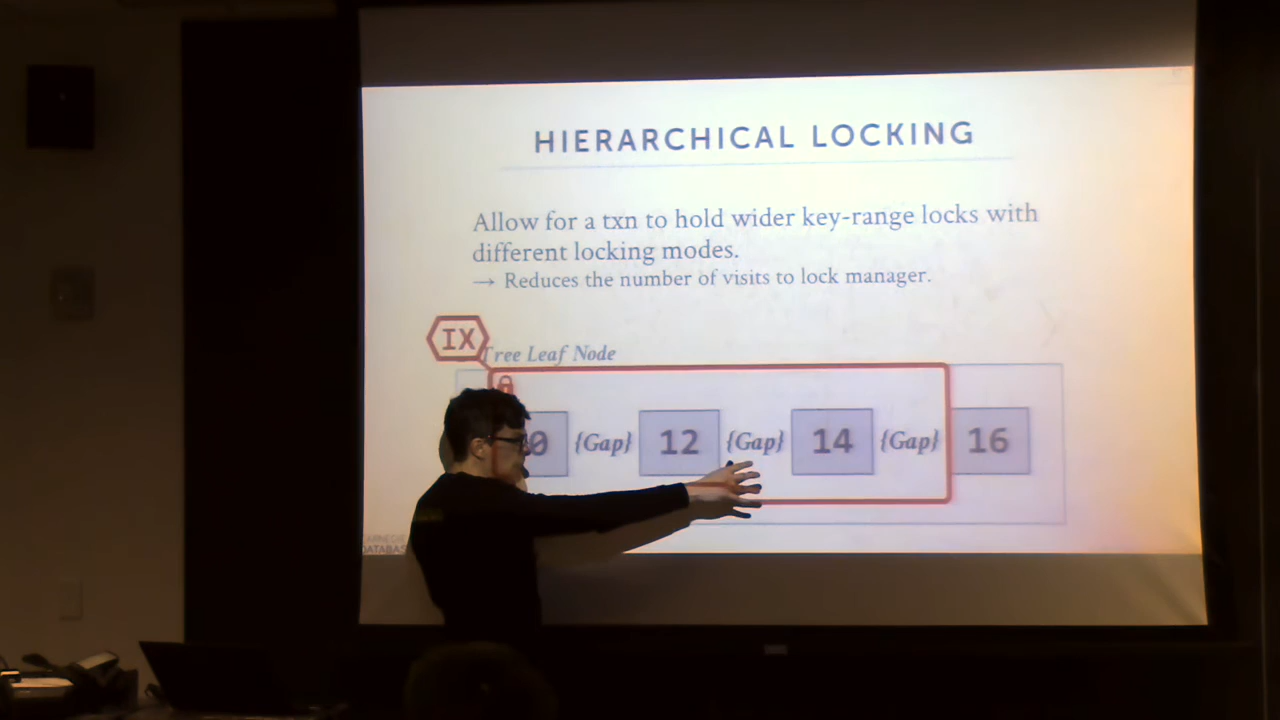 HIERARCHICAL LOCKING
Allow for a txn to hold wider key-range locks with
different locking modes.
→ Reduces the number of visits to lock manager.
IX
Tree Leaf Node
{Gap} 12 {Gap} 14 {Gap} 16
DATABAS